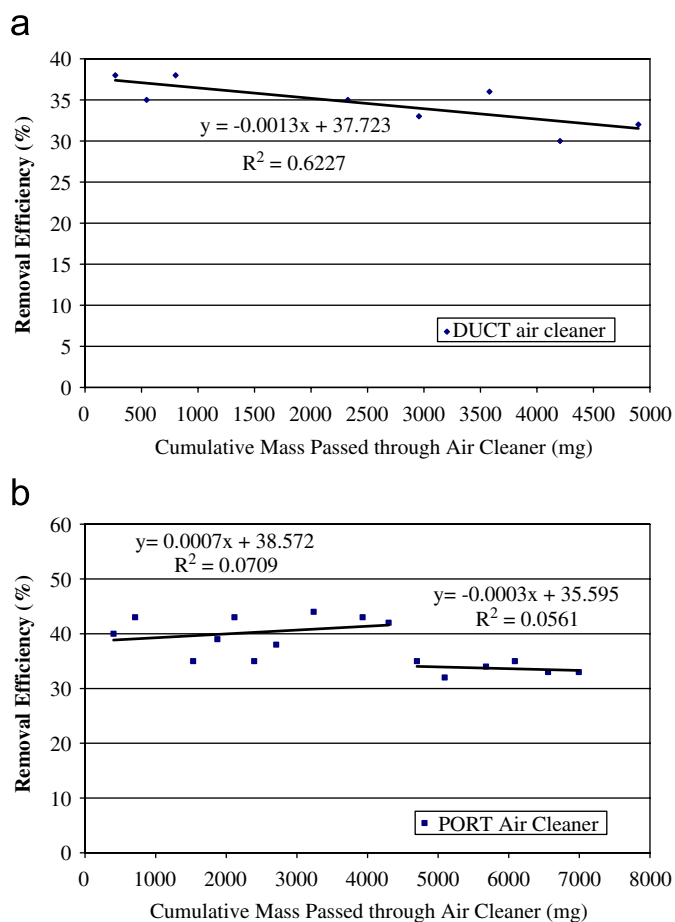 a
40
35
30
25
20
15
10
5
0
Removal Efficiency (%)
y = -0.0013x + 37.723
R² = 0.6227
DUCT air cleaner
0 500 1000 1500 2000 2500 3000 3500 4000 4500 5000
Cumulative Mass Passed through Air Cleaner (mg)
b
60
50
40
30
20
10
0
Removal Efficiency (%)
y= 0.0007x + 38.572
R² = 0.0709
y= -0.0003x + 35.595
R² = 0.0561
PORT Air Cleaner
0 1000 2000 3000 4000 5000 6000 7000 8000
Cumulative Mass Passed through Air Cleaner (mg)